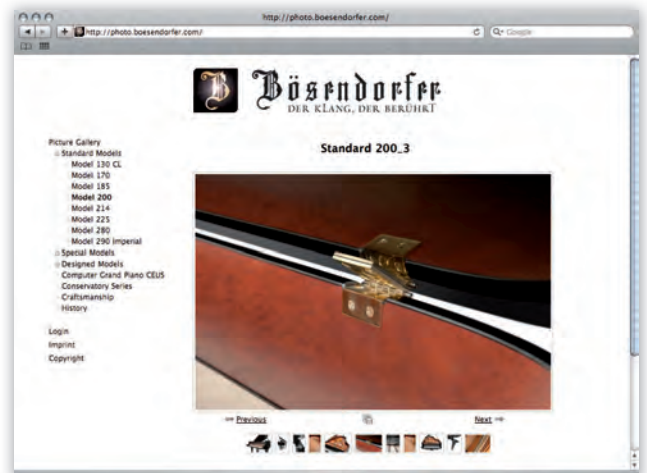 http://photo.boesendorfer.com/
http://photo.boesendorfer.com/
Google
B
Bösendorfer
DER KLANG, DER BERÜHRT
Picture Gallery
Standard Models
Model 130 CL
Model 170
Model 185
Model 200
Model 214
Model 225
Model 280
Model 290 Imperial
Special Models
Designed Models
Computer Grand Piano CEUS
Conservatory Series
Craftsmanship
History
Login
Imprint
Copyright
Standard 200_3
Previous
Next